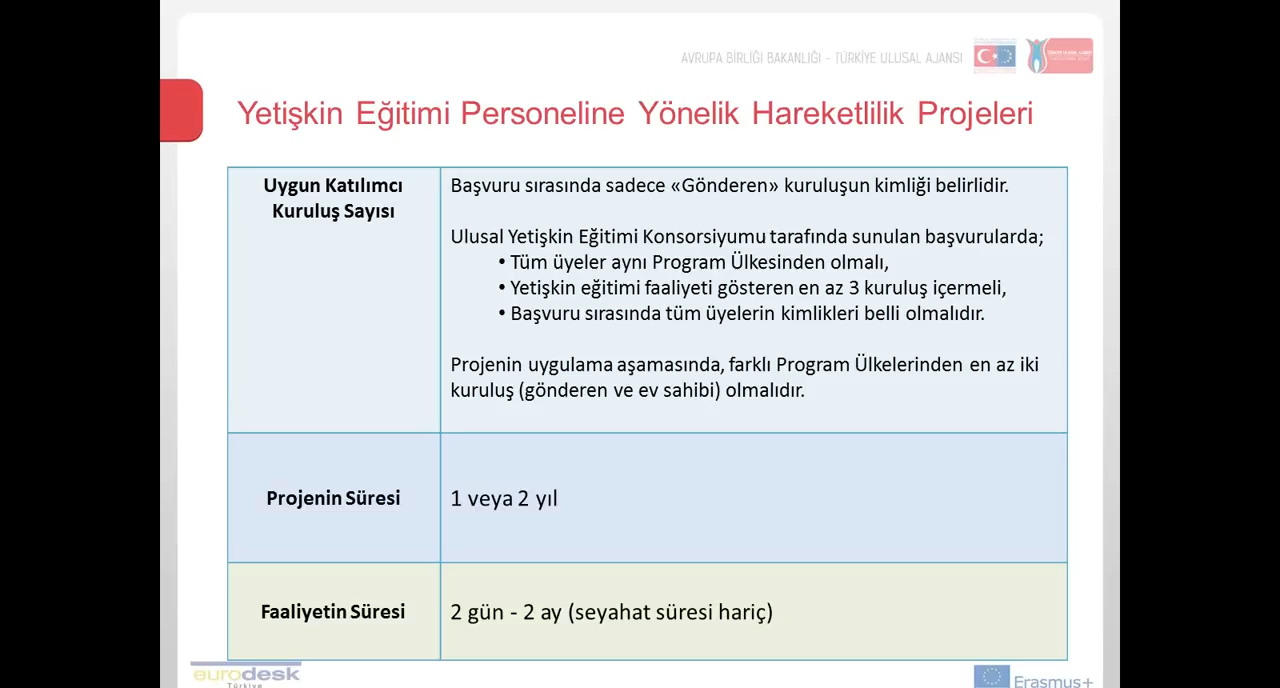 AVRUPA BİRLİĞİ BAKANLIĞI - TÜRKİYE ULUSAL AJANSI
Yetişkin Eğitimi Personeline Yönelik Hareketlilik Projeleri
Uygun Katılımcı
Kuruluş Sayısı
Başvuru sırasında sadece «Gönderen» kuruluşun kimliği belirlidir.
Ulusal Yetişkin Eğitimi Konsorsiyumu tarafında sunulan başvurularda;
• Tüm üyeler aynı Program Ülkesinden olmalı,
• Yetişkin eğitimi faaliyeti gösteren en az 3 kuruluş içermeli,
• Başvuru sırasında tüm üyelerin kimlikleri belli olmalıdır.
Projenin uygulama aşamasında, farklı Program Ülkelerinden en az iki
kuruluş (gönderen ve ev sahibi) olmalıdır.
Projenin Süresi
1 veya 2 yıl
Faaliyetin Süresi
2 gün - 2 ay (seyahat süresi hariç)
eurodesk
Türkiye
Erasmus+